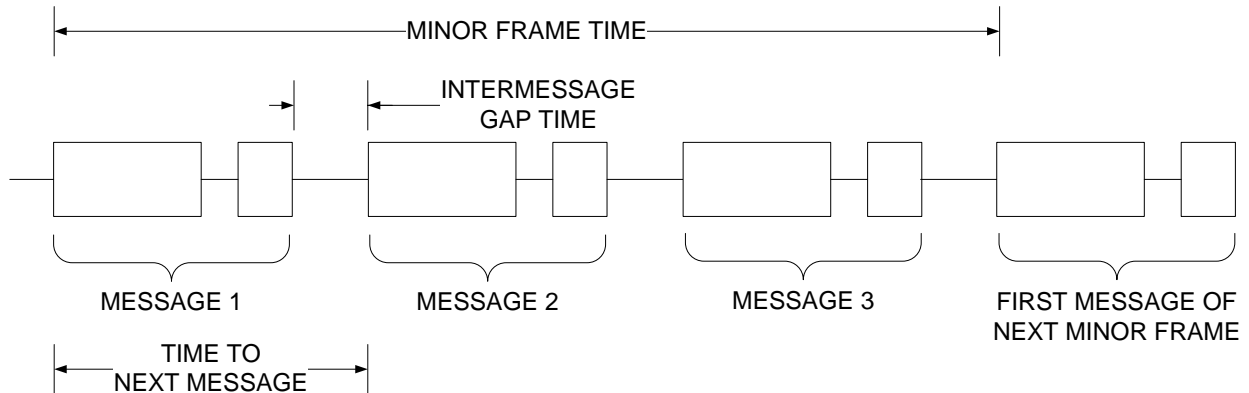 MINOR FRAME TIME
INTERMESSAGE
GAP TIME
MESSAGE 1
MESSAGE 2
MESSAGE 3
FIRST MESSAGE OF
NEXT MINOR FRAME
TIME TO
NEXT MESSAGE